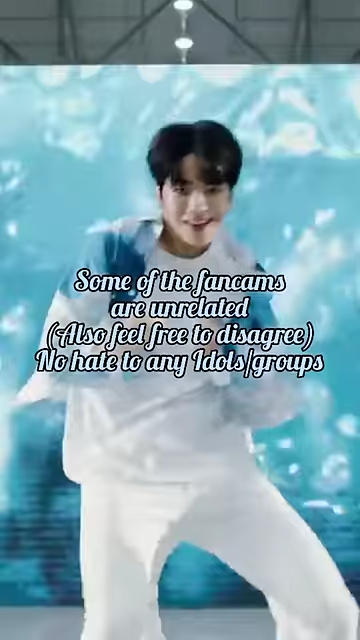 Some of the fancams
are unrelated
(Also feel free to disagree)
No hate to any Idols/groups